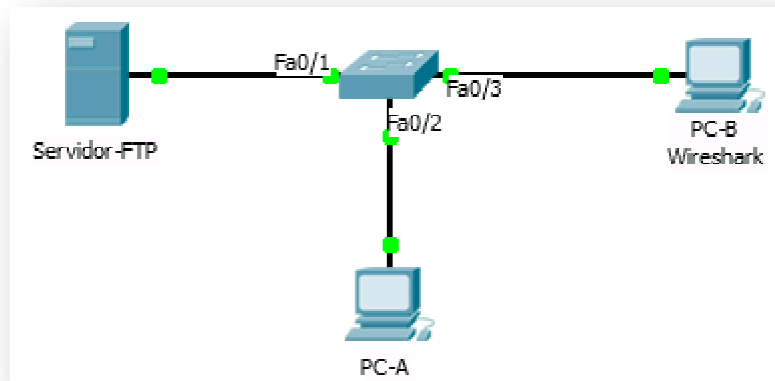 Fa0/1
Fa0/3
Fa0/2
Servidor-FTP
PC-B
Wireshark
PC-A